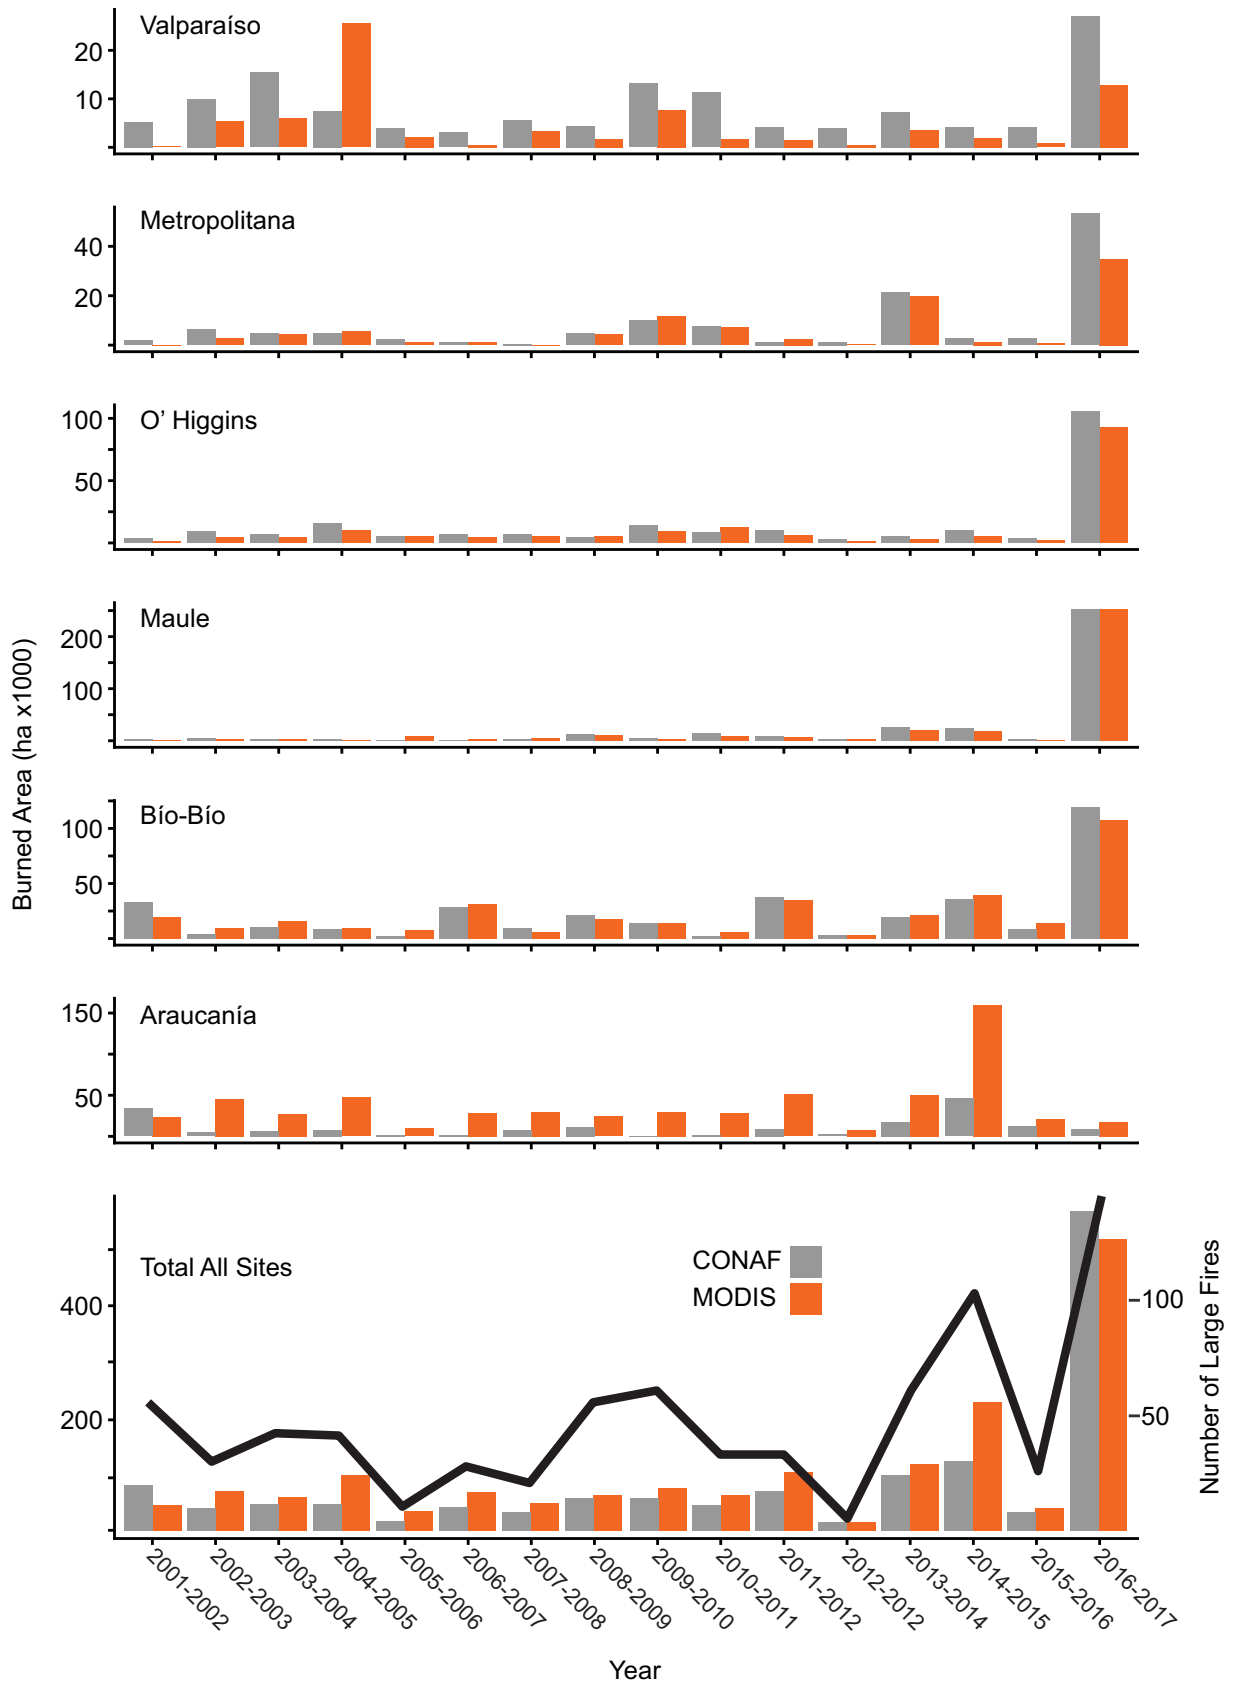 Valparaíso
20
10
Metropolitana
40
20
O’ Higgins
100
50
Maule
200
100
Bío-Bío
100
50
Araucanía
150
50
Burned Area (ha x1000)
Total All Sites
CONAF
MODIS
400
200
100
50
Number of Large Fires
2001-2002
2002-2003
2003-2004
2004-2005
2005-2006
2006-2007
2007-2008
2008-2009
2009-2010
2010-2011
2011-2012
2012-2012
2013-2014
2014-2015
2015-2016
2016-2017
Year